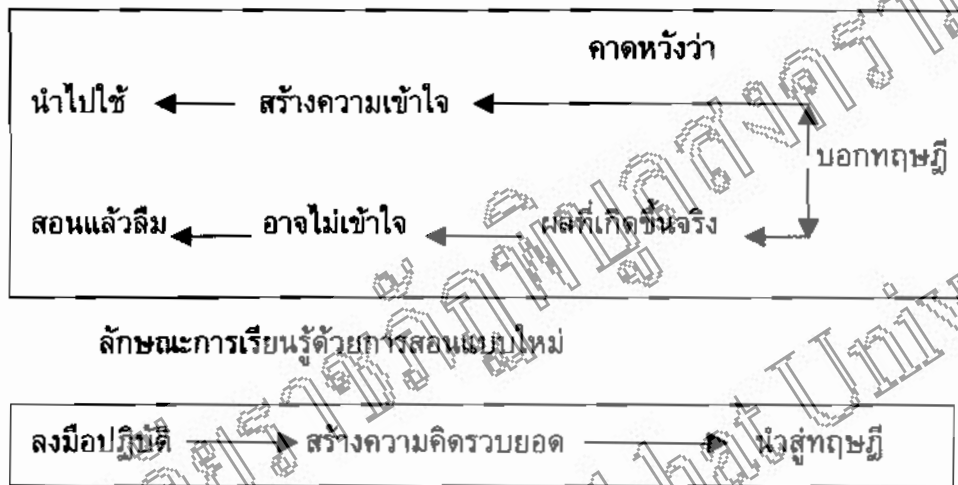 คาดหวังว่า
นำไปใช้ สร้างความเข้าใจ
บอกทฤษฎี
สอนแล้วลืม อาจไม่เข้าใจ ผลที่เกิดขึ้นจริง
ลักษณะการเรียนรู้ด้วยการสอนแบบใหม่
ลงมือปฏิบัติ สร้างความคิดรวบยอด นำสู่ทฤษฎี